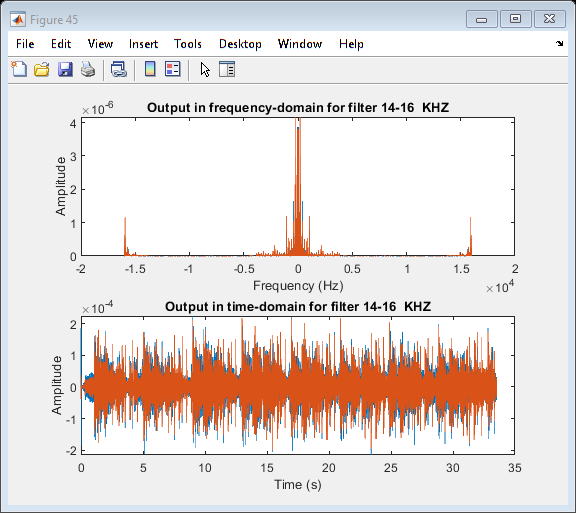 Figure 45
File Edit View Insert Tools Desktop Window Help
Output in frequency-domain for filter 14-16 KHZ
×10^-6
Amplitude
4
3
2
1
0
-2 -1.5 -1 -0.5 0 0.5 1 1.5 2
Frequency (Hz)
×10^4
Output in time-domain for filter 14-16 KHZ
×10^-4
Amplitude
2
1
0
-1
-2
0 5 10 15 20 25 30 35
Time (s)